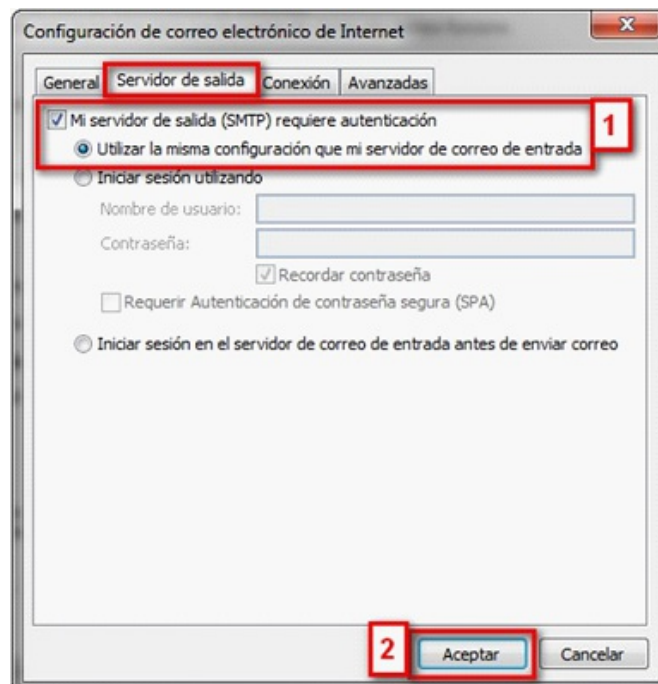 Configuración de correo electrónico de Internet
General Servidor de salida Conexión Avanzadas
Mi servidor de salida (SMTP) requiere autenticación
1
Utilizar la misma configuración que mi servidor de correo de entrada
Iniciar sesión utilizando
Nombre de usuario:
Contraseña:
Recordar contraseña
Requerir Autenticación de contraseña segura (SPA)
Iniciar sesión en el servidor de correo de entrada antes de enviar correo
2
Aceptar Cancelar